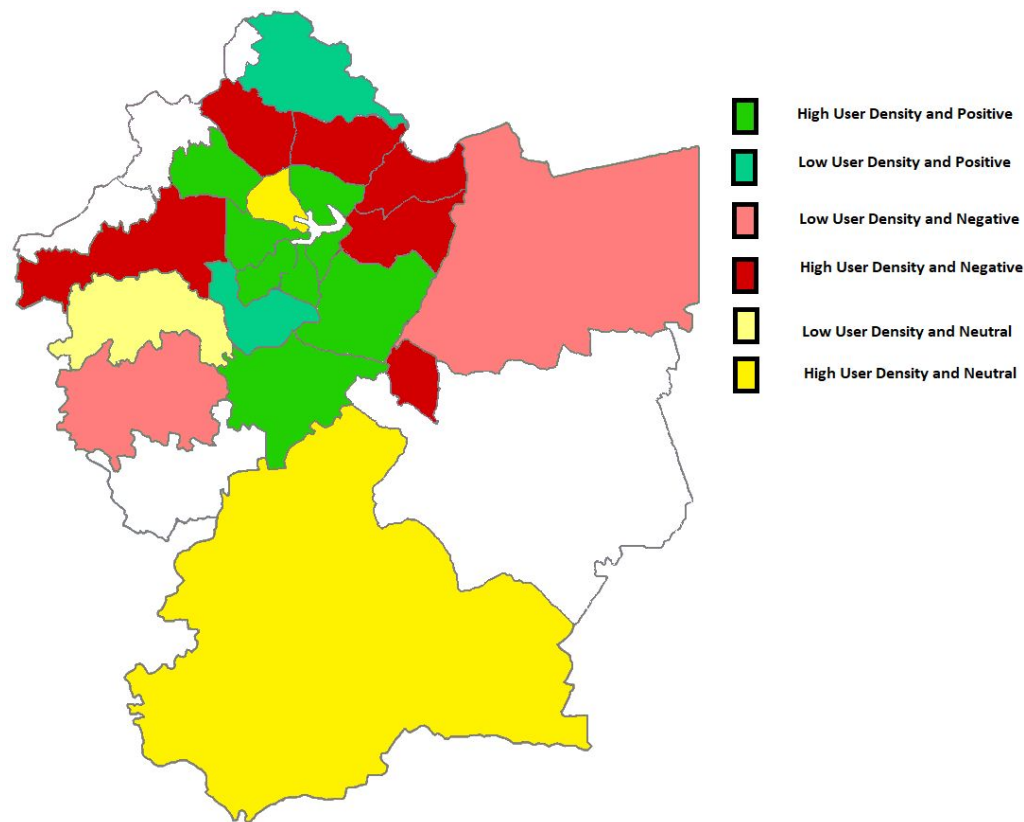 High User Density and Positive
Low User Density and Positive
Low User Density and Negative
High User Density and Negative
Low User Density and Neutral
High User Density and Neutral